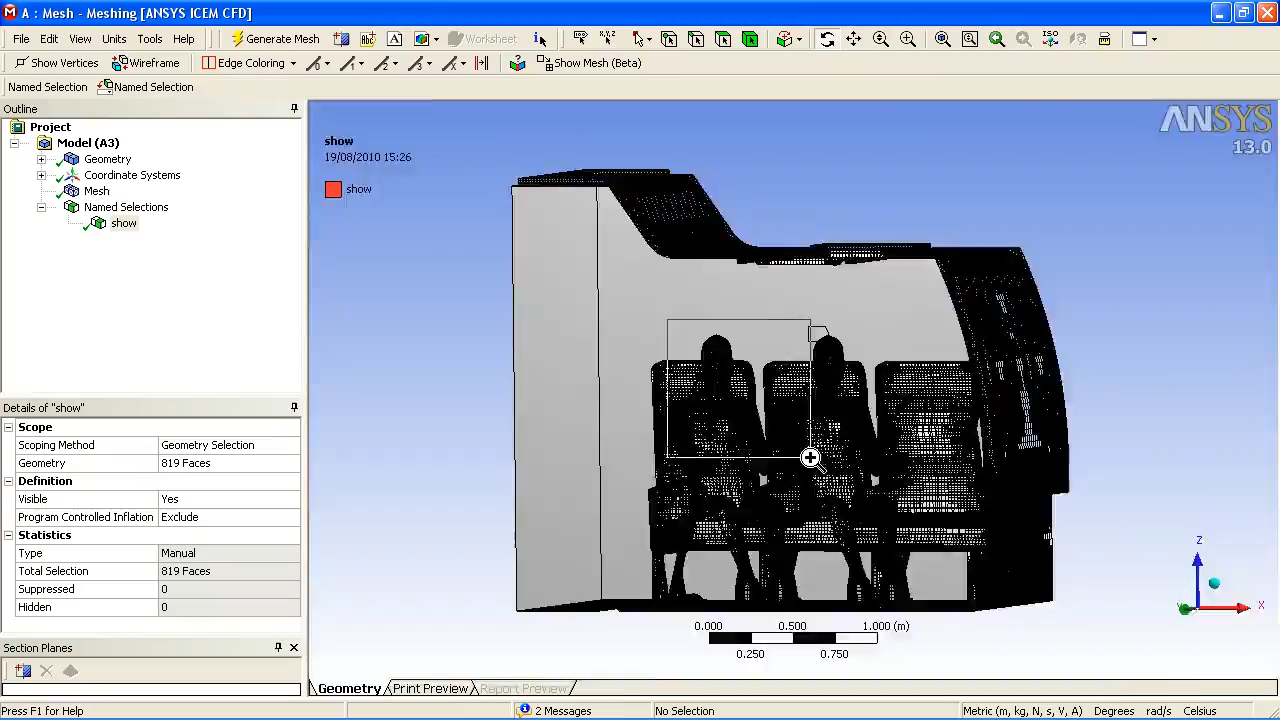 A : Mesh - Meshing [ANSYS ICEM CFD]
File Edit View Units Tools Help Generate Mesh Worksheet
Show Vertices Wireframe Edge Coloring Show Mesh (Beta)
Named Selection Named Selection
Outline
Project
Model (A3)
Geometry
Coordinate Systems
Mesh
Named Selections
show
Details of "show"
Scope
Scoping Method Geometry Selection
Geometry 819 Faces
Definition
Visible Yes
Program Controlled Inflation Exclude
Statistics
Type Manual
Total Selection 819 Faces
Suppressed 0
Hidden 0
Section Planes
show
19/08/2010 15:26
show
ANSYS
13.0
Z
X
Y
0.000 0.500 1.000 (m)
0.250 0.750
Geometry Print Preview Report Preview
Press F1 for Help 2 Messages No Selection Metric (m, kg, N, s, V, A) Degrees rad/s Celsius